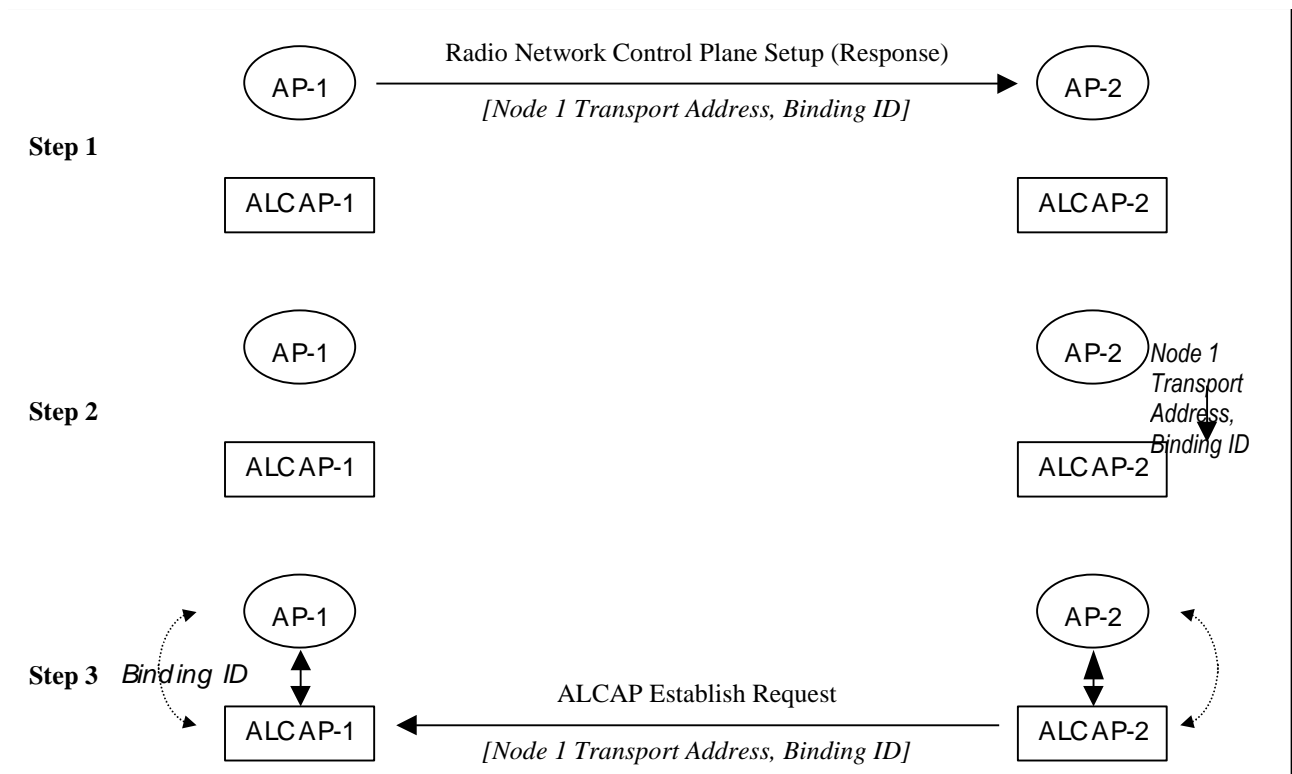 Radio Network Control Plane Setup (Response)
AP-1
AP-2
[Node 1 Transport Address, Binding ID]
Step 1
ALCAP-1
ALCAP-2
AP-1
AP-2
Node 1
Transport
Address,
Binding ID
Step 2
ALCAP-1
ALCAP-2
AP-1
AP-2
Step 3
Binding ID
ALCAP Establish Request
ALCAP-1
ALCAP-2
[Node 1 Transport Address, Binding ID]